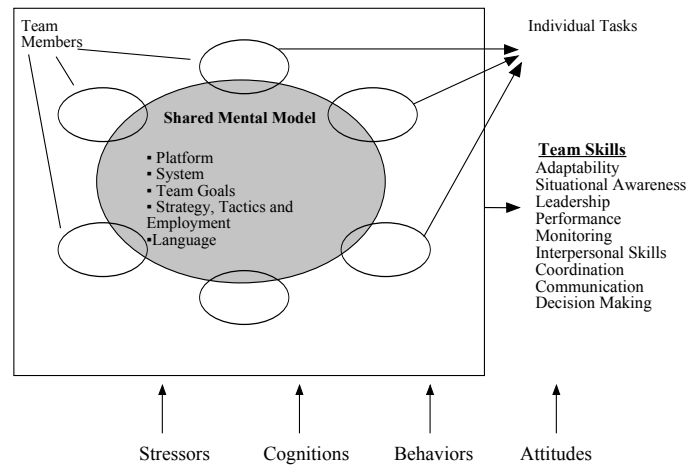 Team
Members
Individual Tasks
Shared Mental Model
▪ Platform
▪ System
▪ Team Goals
▪ Strategy, Tactics and
Employment
▪Language
Team Skills
Adaptability
Situational Awareness
Leadership
Performance
Monitoring
Interpersonal Skills
Coordination
Communication
Decision Making
Stressors
Cognitions
Behaviors
Attitudes